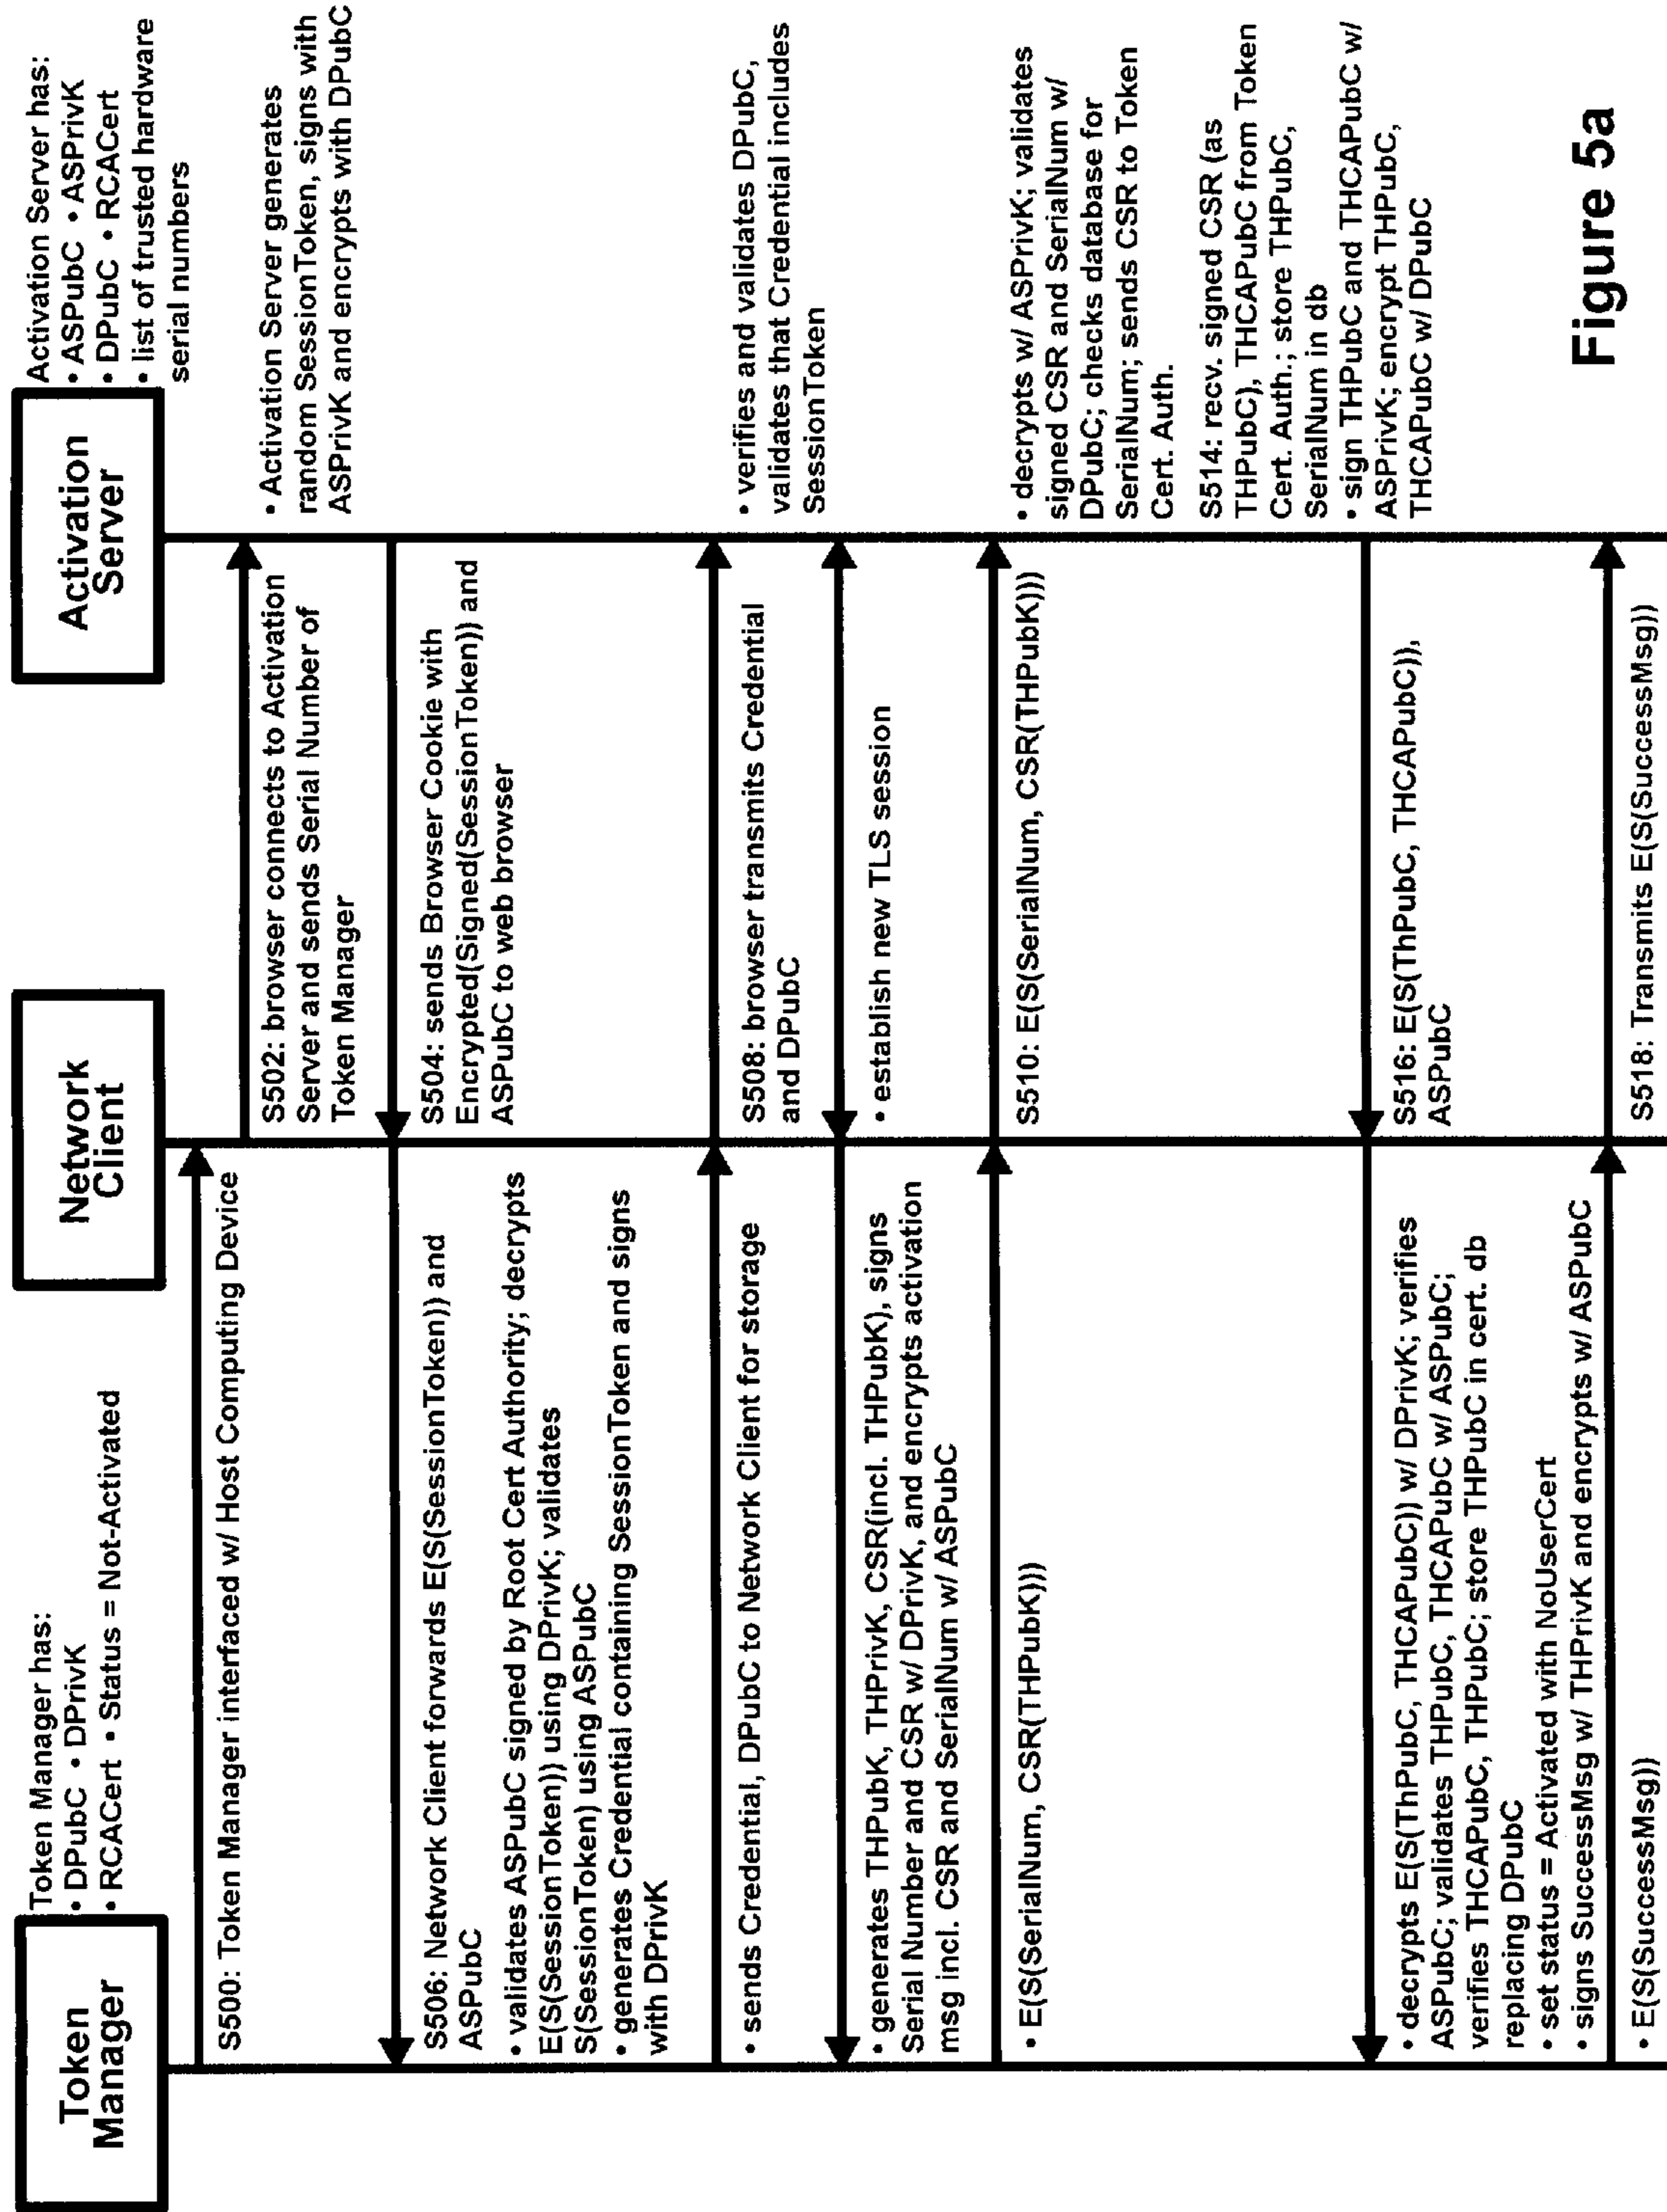 Token
Manager
Token Manager has:
• DPubC • DPrivK
• RCACert • Status = Not-Activated
Network
Client
Activation
Server
Activation Server has:
• ASPubC • ASPrivK
• DPubC • RCACert
• list of trusted hardware
serial numbers
S500: Token Manager interfaced w/ Host Computing Device
S502: browser connects to Activation
Server and sends Serial Number of
Token Manager
• Activation Server generates
random SessionToken, signs with
ASPrivK and encrypts with DPubC
S504: sends Browser Cookie with
Encrypted(Signed(SessionToken)) and
ASPubC to web browser
S506: Network Client forwards E(S(SessionToken)) and
ASPubC
• validates ASPubC signed by Root Cert Authority; decrypts
E(S(SessionToken)) using DPrivK; validates
S(SessionToken) using ASPubC
• generates Credential containing SessionToken and signs
with DPrivK
• sends Credential, DPubC to Network Client for storage
S508: browser transmits Credential
and DPubC
• verifies and validates DPubC,
validates that Credential includes
SessionToken
• establish new TLS session
• generates THPubK, THPrivK, CSR(incl. THPubK), signs
Serial Number and CSR w/ DPrivK, and encrypts activation
msg incl. CSR and SerialNum w/ ASPubC
• E(S(SerialNum, CSR(THPubK)))
S510: E(S(SerialNum, CSR(THPubK)))
• decrypts w/ ASPrivK; validates
signed CSR and SerialNum w/
DPubC; checks database for
SerialNum; sends CSR to Token
Cert. Auth.
S514: recv. signed CSR (as
THPubC), THCAPubC from Token
Cert. Auth.; store THPubC,
SerialNum in db
• sign THPubC and THCAPubC w/
ASPrivK; encrypt THPubC,
THCAPubC w/ DPubC
S516: E(S(ThPubC, THCAPubC)),
ASPubC
• decrypts E(S(ThPubC, THCAPubC)) w/ DPrivK; verifies
ASPubC; validates THPubC, THCAPubC w/ ASPubC;
verifies THCAPubC, THPubC; store THPubC in cert. db
replacing DPubC
• set status = Activated with NoUserCert
• signs SuccessMsg w/ THPrivK and encrypts w/ ASPubC
• E(S(SuccessMsg))
S518: Transmits E(S(SuccessMsg))
Figure 5a